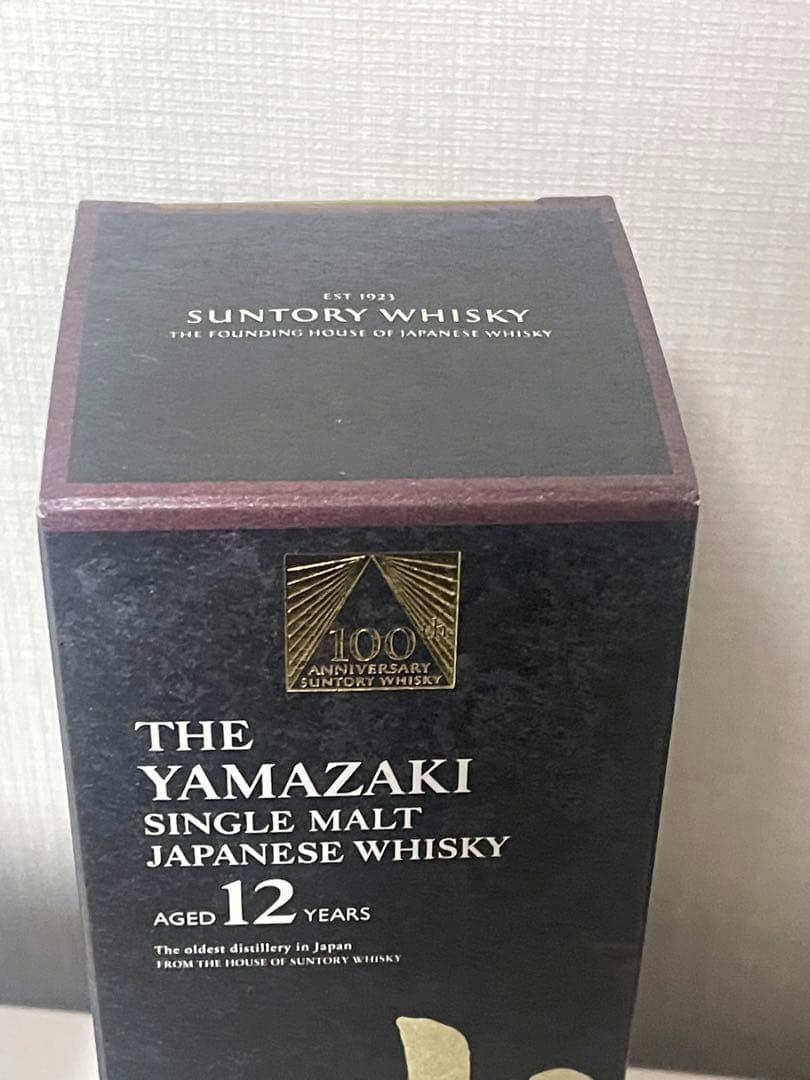 EST 1923
SUNTORY WHISKY
THE FOUNDING HOUSE OF JAPANESE WHISKY
100th
ANNIVERSARY
SUNTORY WHISKY
THE
YAMAZAKI
SINGLE MALT
JAPANESE WHISKY
AGED 12 YEARS
The oldest distillery in Japan
FROM THE HOUSE OF SUNTORY WHISKY